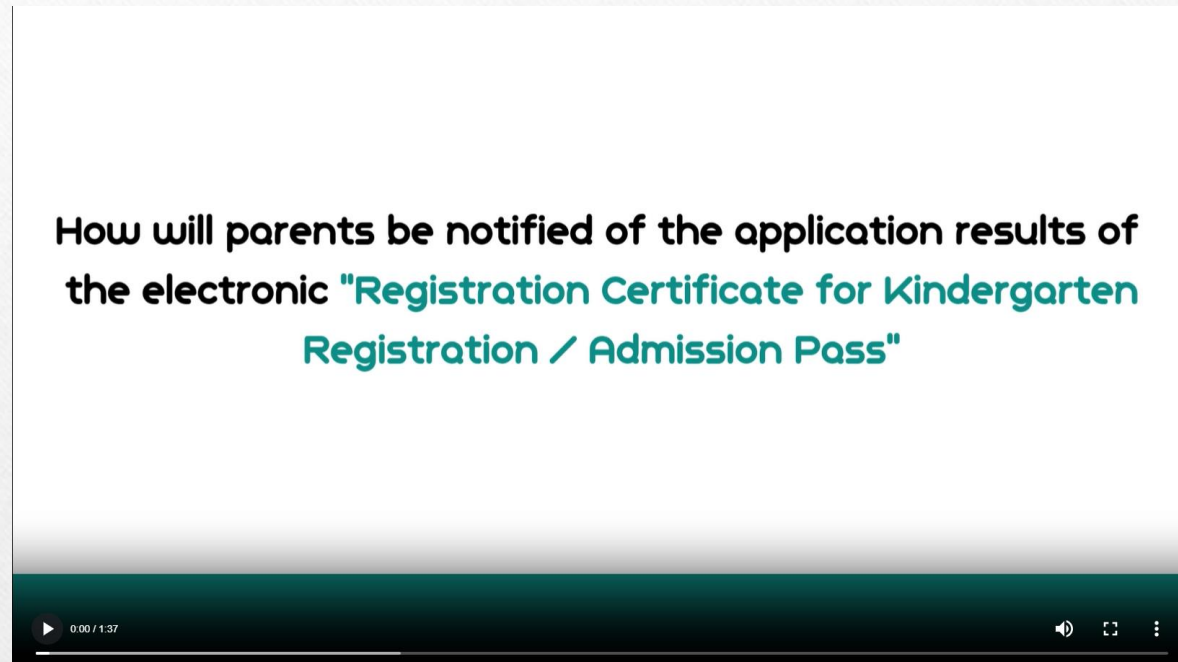 How will parents be notified of the application results of
the electronic "Registration Certificate for Kindergarten
Registration / Admission Pass"
0:00 / 1:37